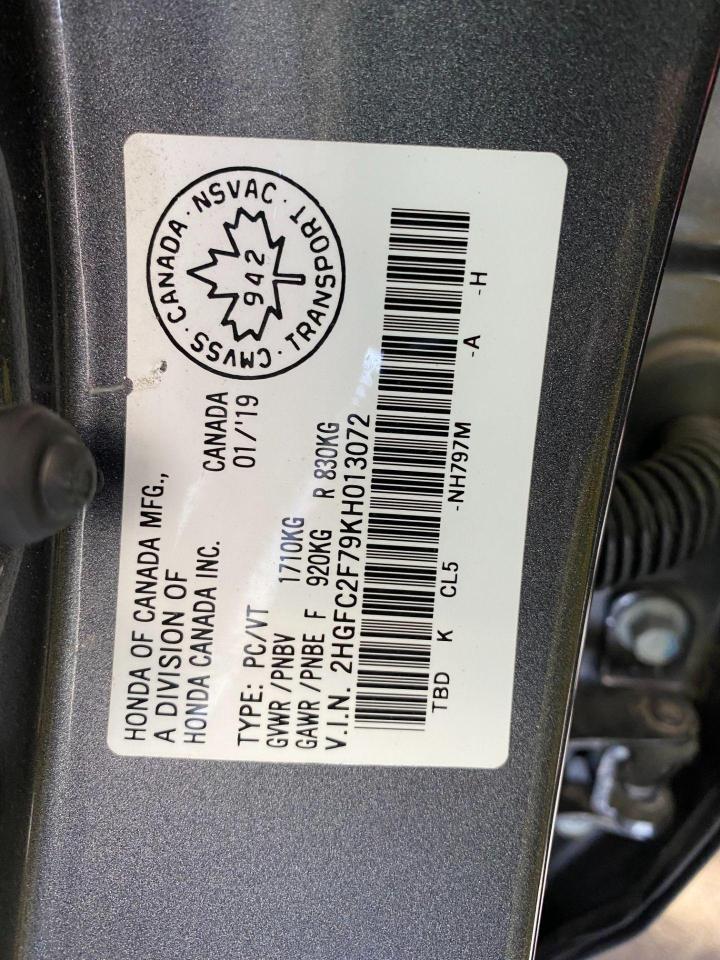 HONDA OF CANADA MFG.,
A DIVISION OF
HONDA CANADA INC.
CANADA
01/'19
CMVSS · CANADA · NSVAC · TRANSPORT ·
942
TYPE: PC/VT
GVWR /PNBV 1710KG
GAWR /PNBE F 920KG R 830KG
V.I.N. 2HGFC2F79KH013072
TBD K CL5 -NH797M -A -H